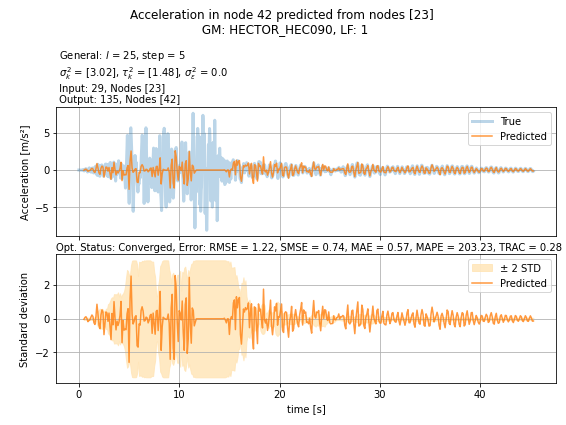 Acceleration in node 42 predicted from nodes [23]
GM: HECTOR_HEC090, LF: 1
General: l = 25, step = 5
σ²ₖ = [3.02], τ²ₖ = [1.48], σ²ₑ = 0.0
Input: 29, Nodes [23]
Output: 135, Nodes [42]
Acceleration [m/s²]
5
0
−5
True
Predicted
Opt. Status: Converged, Error: RMSE = 1.22, SMSE = 0.74, MAE = 0.57, MAPE = 203.23, TRAC = 0.28
Standard deviation
2
0
−2
± 2 STD
Predicted
0 10 20 30 40
time [s]